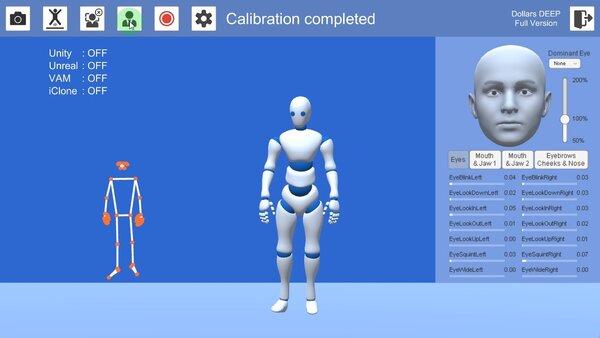 Calibration completed
Dollars DEEP
Full Version
Unity : OFF
Unreal : OFF
VAM : OFF
iClone : OFF
Dominant Eye
None
200%
100%
50%
Eyes
Mouth & Jaw 1
Mouth & Jaw 2
Eyebrows Cheeks & Nose
EyeBlinkLeft 0.04 EyeBlinkRight 0.03
EyeLookDownLeft 0.02 EyeLookDownRight 0.03
EyeLookInLeft 0.05 EyeLookInRight 0.03
EyeLookOutLeft 0.01 EyeLookOutRight 0.02
EyeLookUpLeft 0.00 EyeLookUpRight 0.01
EyeSquintLeft 0.03 EyeSquintRight 0.07
EyeWideLeft 0.00 EyeWideRight 0.00